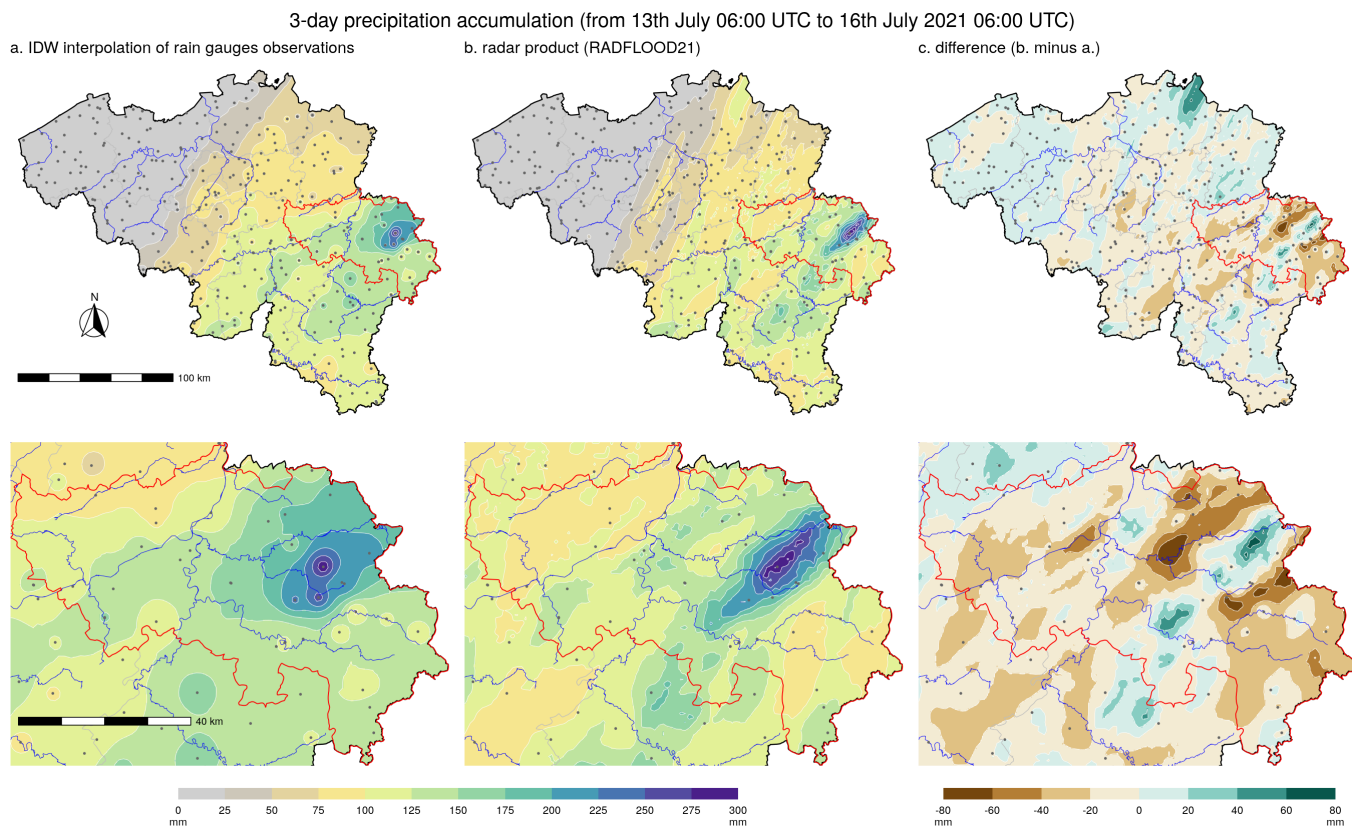 3-day precipitation accumulation (from 13th July 06:00 UTC to 16th July 2021 06:00 UTC)
a. IDW interpolation of rain gauges observations
b. radar product (RADFLOOD21)
c. difference (b. minus a.)
N
100 km
40 km
0 25 50 75 100 125 150 175 200 225 250 275 300
mm mm
-80 -60 -40 -20 0 20 40 60 80
mm mm